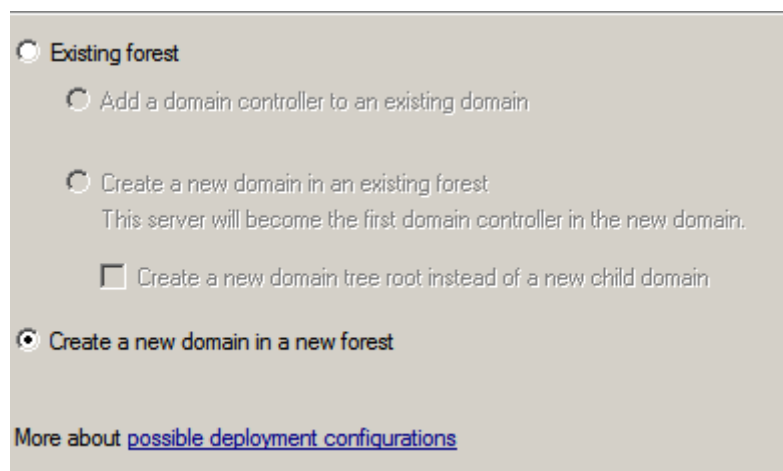 Existing forest
Add a domain controller to an existing domain
Create a new domain in an existing forest
This server will become the first domain controller in the new domain.
Create a new domain tree root instead of a new child domain
Create a new domain in a new forest
More about possible deployment configurations